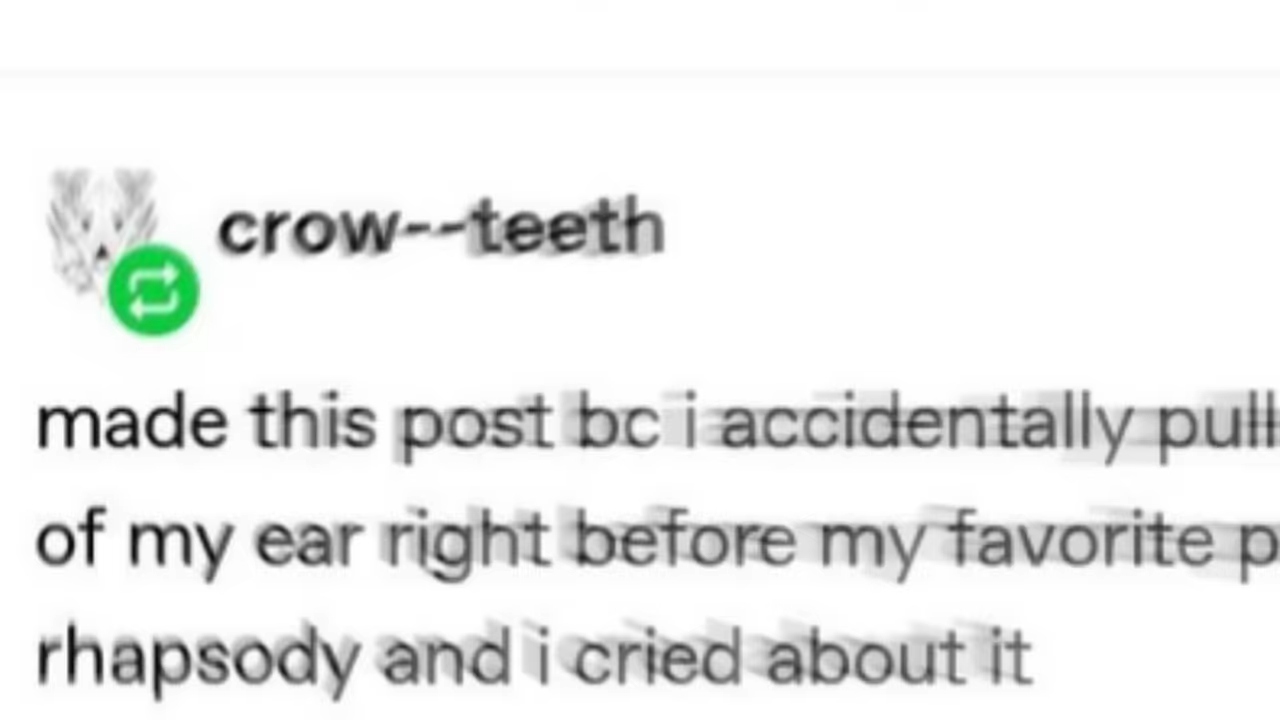 crow--teeth
made this post bc i accidentally pull
of my ear right before my favorite p
rhapsody and i cried about it